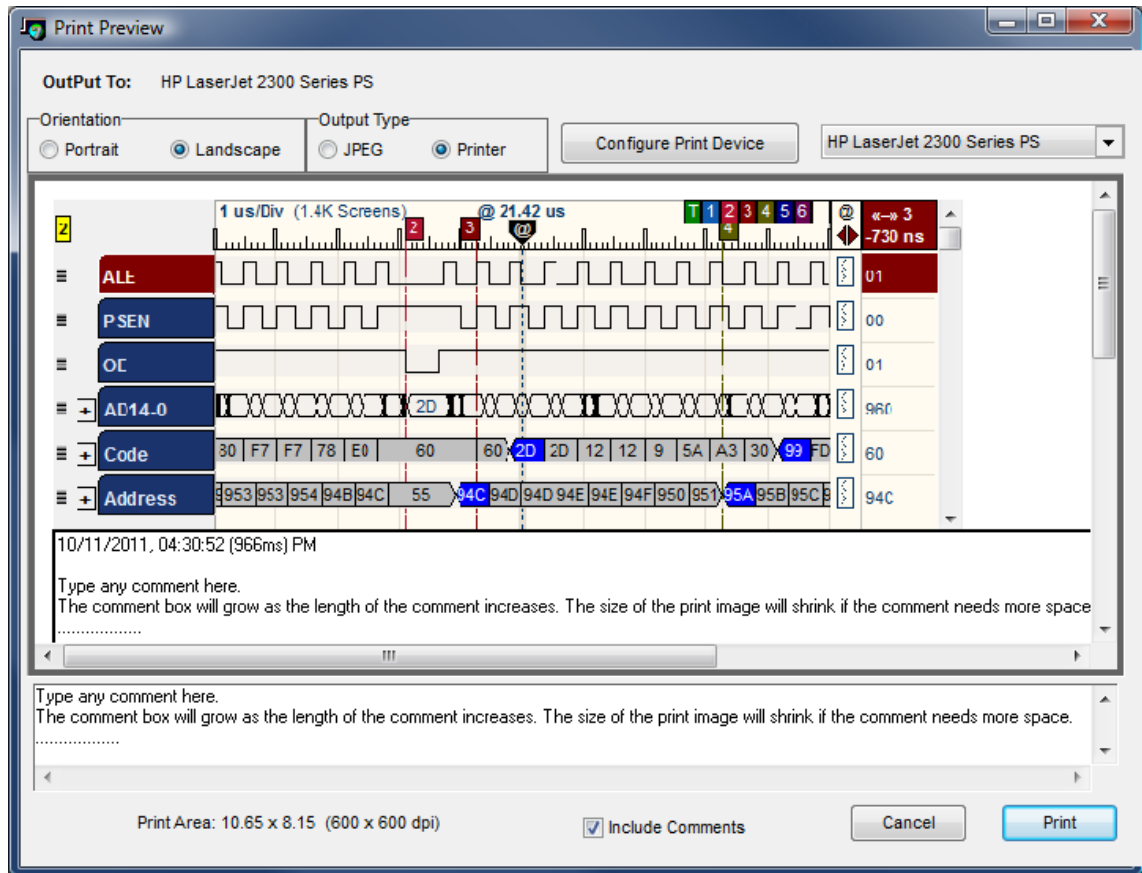 Print Preview
OutPut To: HP LaserJet 2300 Series PS
Orientation
Output Type
Portrait Landscape JPEG Printer Configure Print Device HP LaserJet 2300 Series PS
1 us/Div (1.4K Screens) @ 21.42 us T 1 2 3 4 5 6 @ «–» 3
2 2 3 @ 4 -730 ns
ALE 01
PSEN 00
OE 01
AD14-0 2D 960
Code 80 F7 F7 78 E0 60 60 2D 2D 12 12 9 5A A3 30 99 FD 60
Address 953 953 954 94B 94C 55 94C 94D 94D 94E 94E 94F 950 951 95A 95B 95C 9 94C
10/11/2011, 04:30:52 (966ms) PM
Type any comment here.
The comment box will grow as the length of the comment increases. The size of the print image will shrink if the comment needs more space
..................
Type any comment here.
The comment box will grow as the length of the comment increases. The size of the print image will shrink if the comment needs more space.
..................
Print Area: 10.65 x 8.15 (600 x 600 dpi) Include Comments Cancel Print